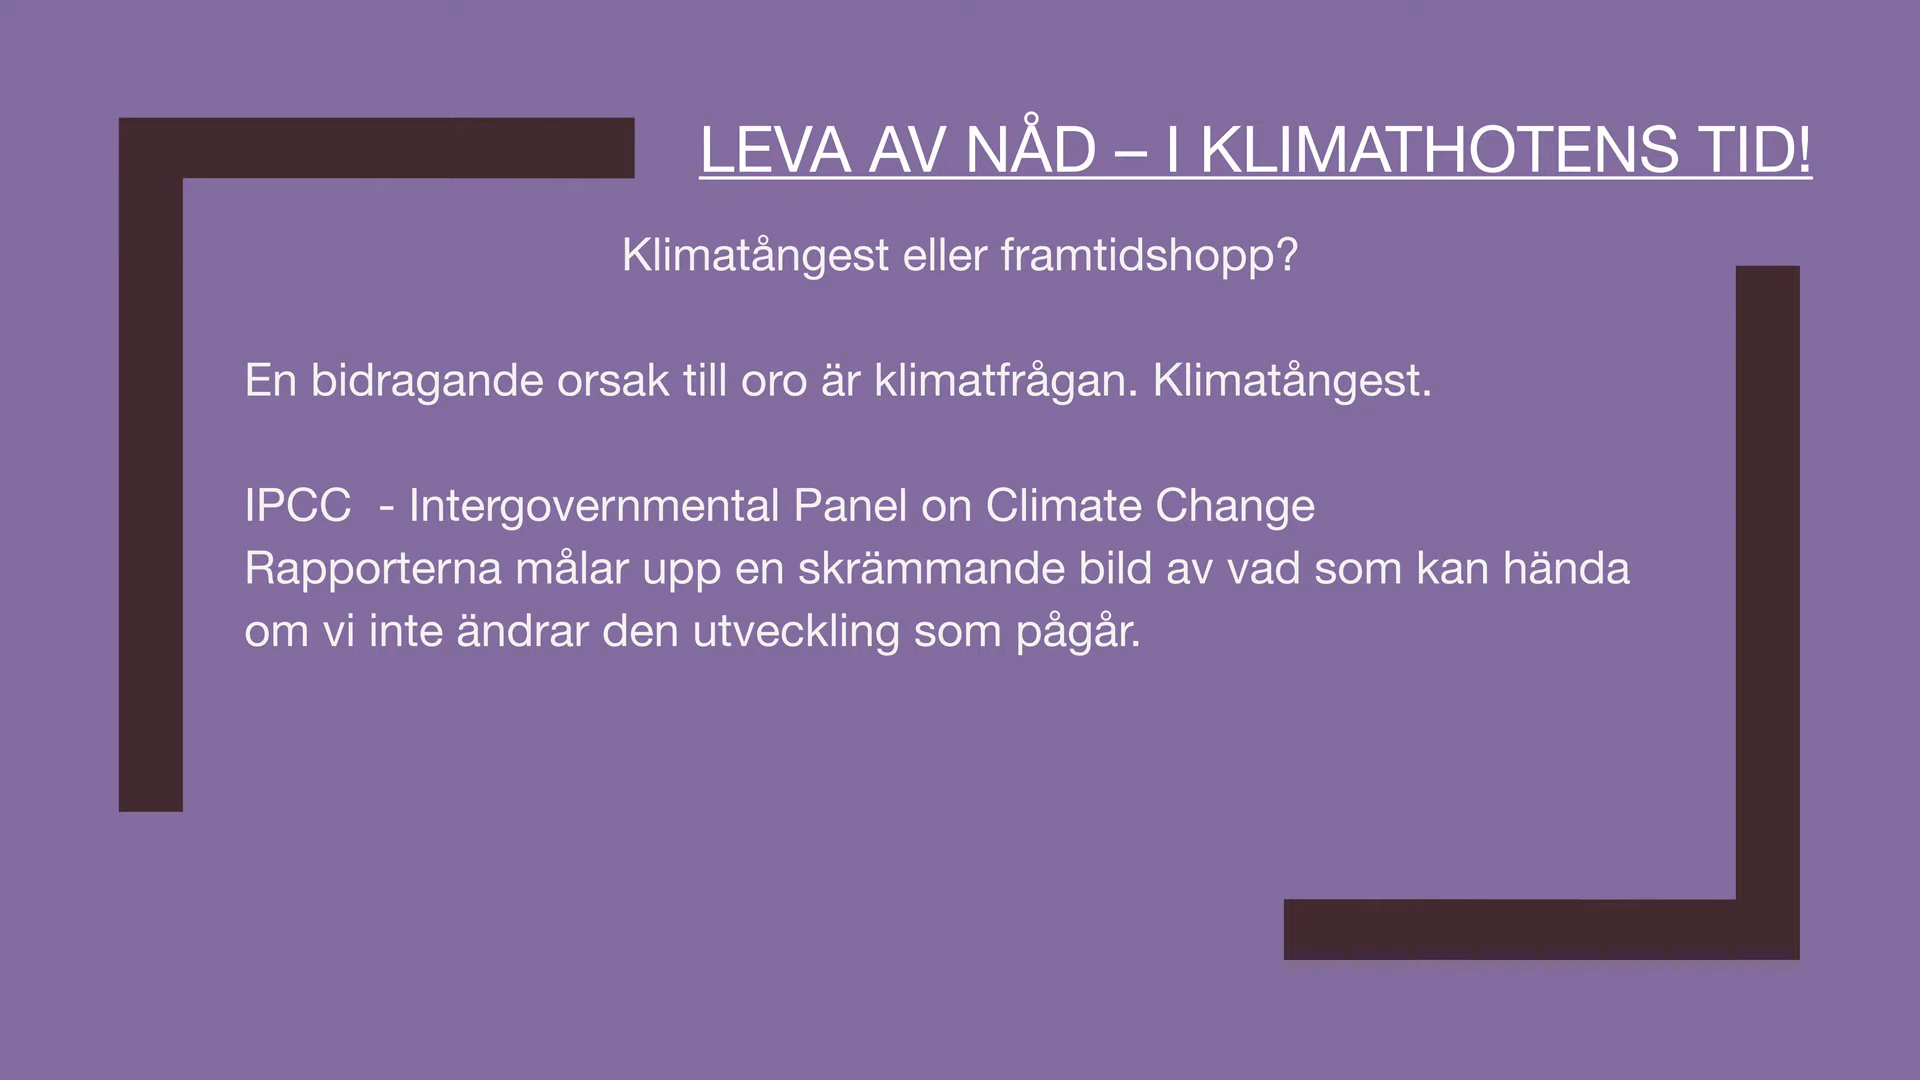 LEVA AV NÅD – I KLIMATHOTENS TID!
Klimatångest eller framtidshopp?
En bidragande orsak till oro är klimatfrågan. Klimatångest.
IPCC  - Intergovernmental Panel on Climate Change
Rapporterna målar upp en skrämmande bild av vad som kan hända
om vi inte ändrar den utveckling som pågår.